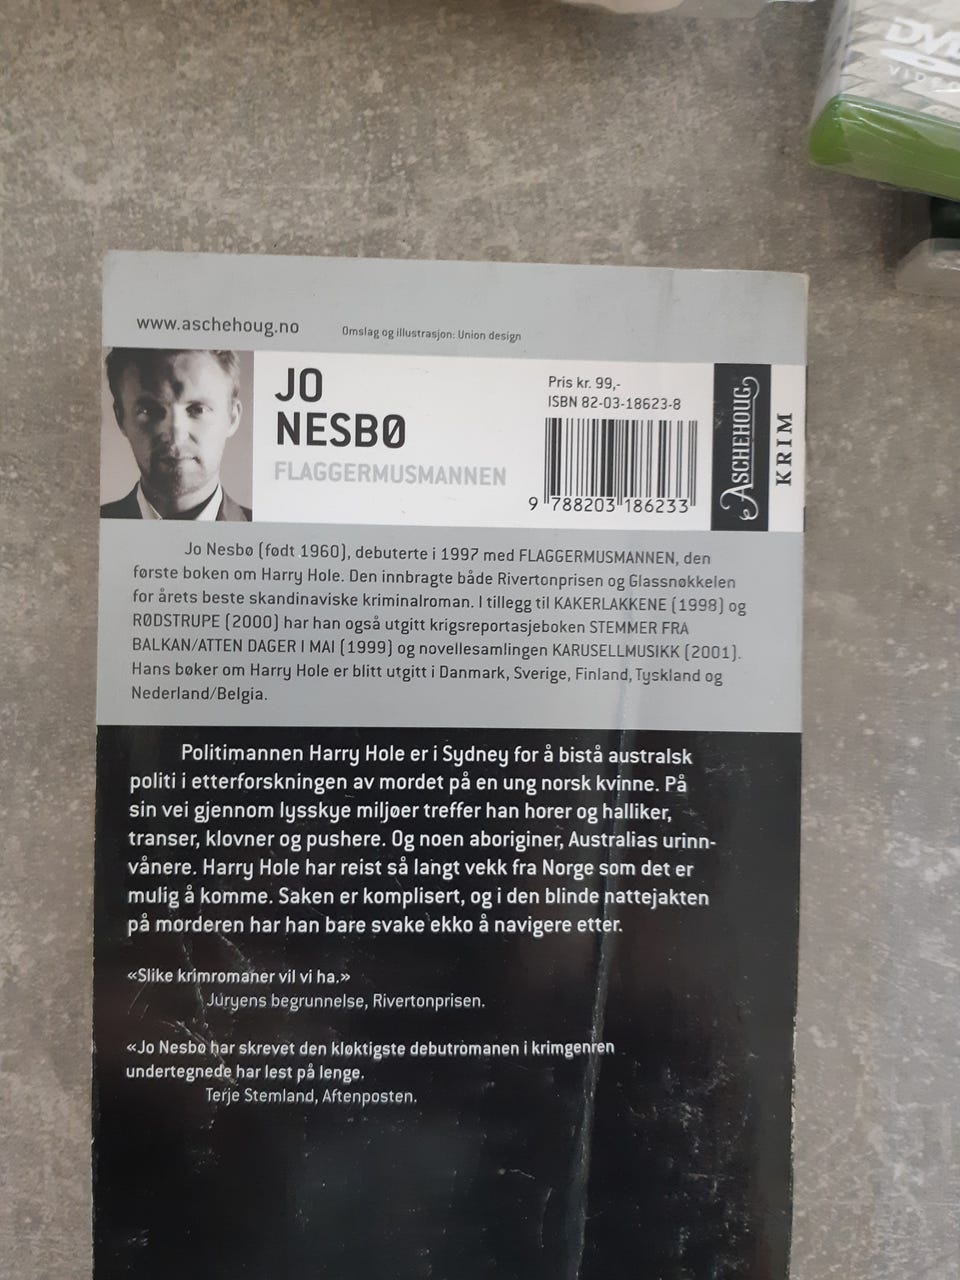 DVD
VIDEO
www.aschehoug.no
Omslag og illustrasjon: Union design
JO
NESBØ
FLAGGERMUSMANNEN
Pris kr. 99,-
ISBN 82-03-18623-8
9 788203 186233
ASCHEHOUG
KRIM
Jo Nesbø (født 1960), debuterte i 1997 med FLAGGERMUSMANNEN, den
første boken om Harry Hole. Den innbragte både Rivertonprisen og Glassnøkkelen
for årets beste skandinaviske kriminalroman. I tillegg til KAKERLAKKENE (1998) og
RØDSTRUPE (2000) har han også utgitt krigsreportasjeboken STEMMER FRA
BALKAN/ATTEN DAGER I MAI (1999) og novellesamlingen KARUSELLMUSIKK (2001).
Hans bøker om Harry Hole er blitt utgitt i Danmark, Sverige, Finland, Tyskland og
Nederland/Belgia.
Politimannen Harry Hole er i Sydney for å bistå australsk
politi i etterforskningen av mordet på en ung norsk kvinne. På
sin vei gjennom lysskye miljøer treffer han horer og halliker,
transer, klovner og pushere. Og noen aboriginer, Australias urinn-
vånere. Harry Hole har reist så langt vekk fra Norge som det er
mulig å komme. Saken er komplisert, og i den blinde nattejakten
på morderen har han bare svake ekko å navigere etter.
«Slike krimromaner vil vi ha.»
Juryens begrunnelse, Rivertonprisen.
«Jo Nesbø har skrevet den kløktigste debutromanen i krimgenren
undertegnede har lest på lenge.
Terje Stemland, Aftenposten.